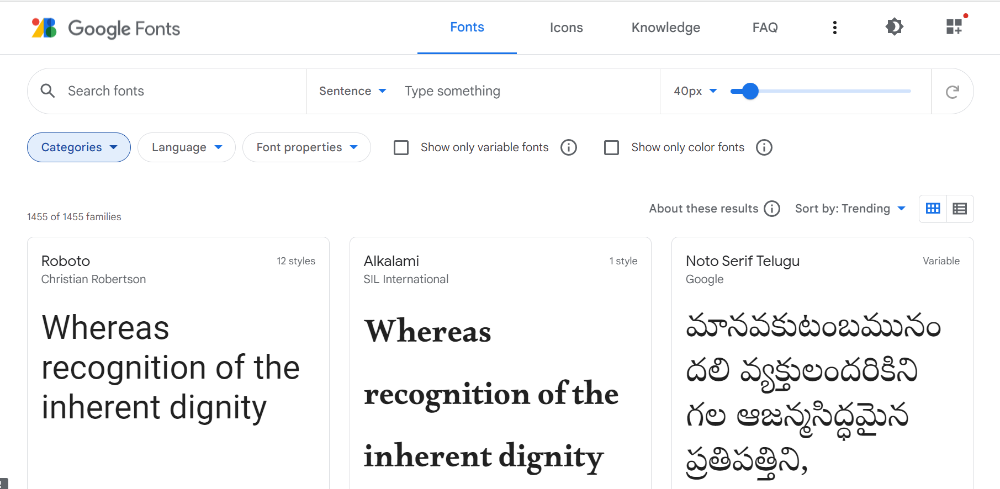 Google Fonts
Fonts
Icons
Knowledge
FAQ
Search fonts
Sentence
Type something
40px
Categories
Language
Font properties
Show only variable fonts
Show only color fonts
1455 of 1455 families
About these results
Sort by: Trending
Roboto
12 styles
Christian Robertson
Whereas
recognition of the
inherent dignity
Alkalami
1 style
SIL International
Whereas
recognition of the
inherent dignity
Noto Serif Telugu
Variable
Google
మానవకుటంబమునం
దలి వ్యక్తులందరికిని
గల ఆజన్మసిద్ధమైన
ప్రతిపత్తిని,